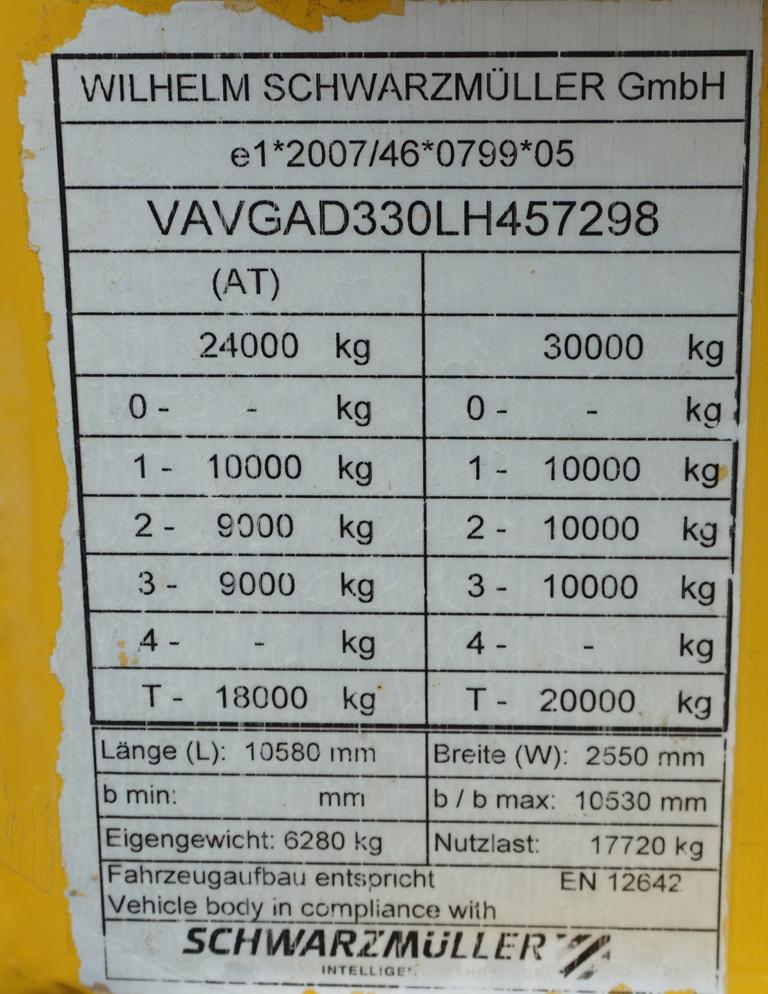 WILHELM SCHWARZMÜLLER GmbH
e1*2007/46*0799*05
VAVGAD330LH457298
(AT)
24000 kg 30000 kg
0 - - kg 0 - - kg
1 - 10000 kg 1 - 10000 kg
2 - 9000 kg 2 - 10000 kg
3 - 9000 kg 3 - 10000 kg
4 - - kg 4 - - kg
T - 18000 kg T - 20000 kg
Länge (L): 10580 mm Breite (W): 2550 mm
b min: mm b / b max: 10530 mm
Eigengewicht: 6280 kg Nutzlast: 17720 kg
Fahrzeugaufbau entspricht EN 12642
Vehicle body in compliance with
SCHWARZMÜLLER